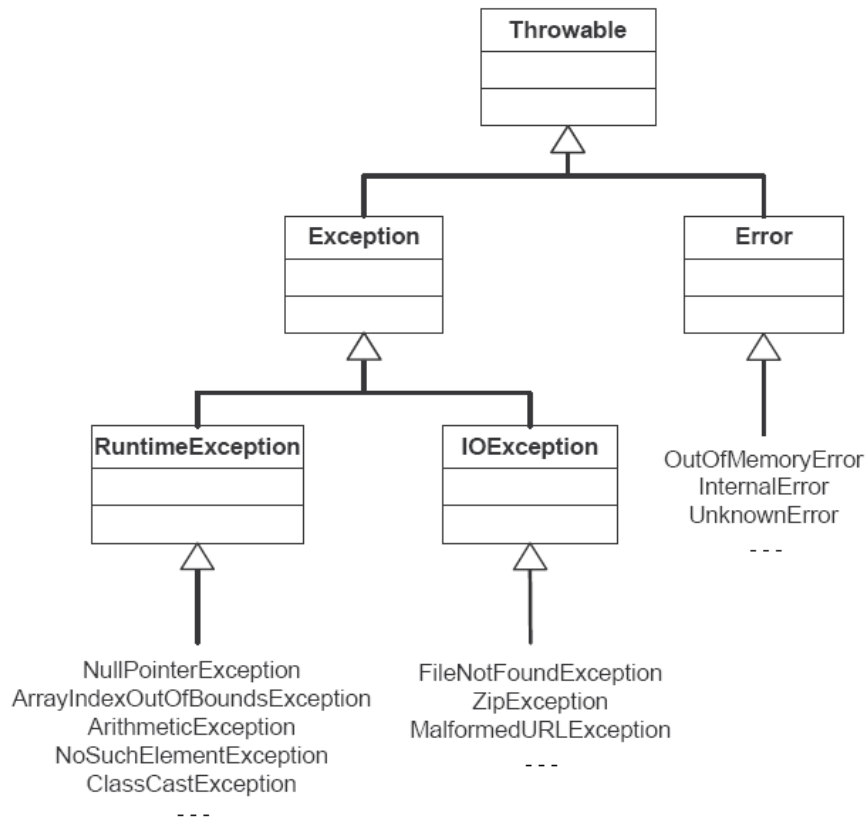 Throwable
Exception
Error
RuntimeException
IOException
OutOfMemoryError
InternalError
UnknownError
- - -
NullPointerException
ArrayIndexOutOfBoundsException
ArithmeticException
NoSuchElementException
ClassCastException
- - -
FileNotFoundException
ZipException
MalformedURLException
- - -